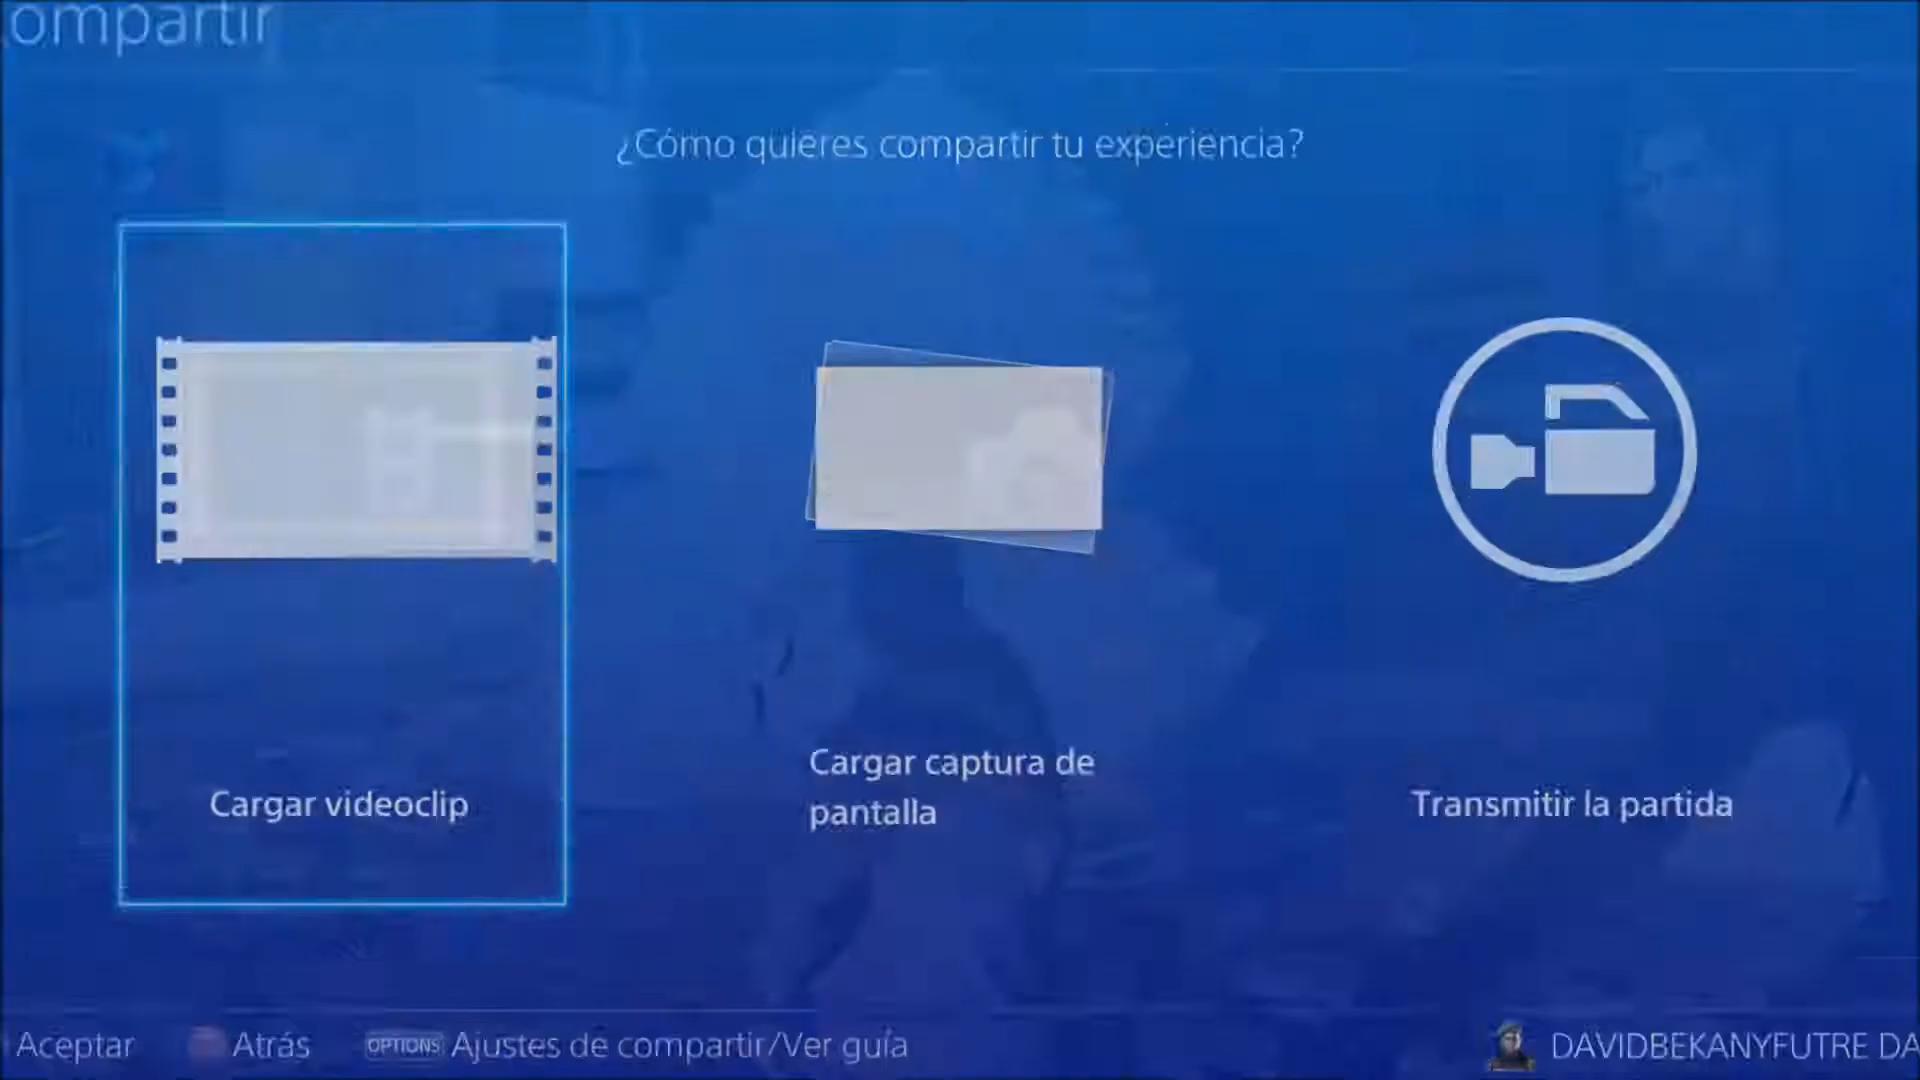 ompartir
¿Cómo quieres compartir tu experiencia?
Cargar videoclip
Cargar captura de
pantalla
Transmitir la partida
Aceptar
Atrás
OPTIONS Ajustes de compartir/Ver guía
DAVIDBEKANYFUTRE DA